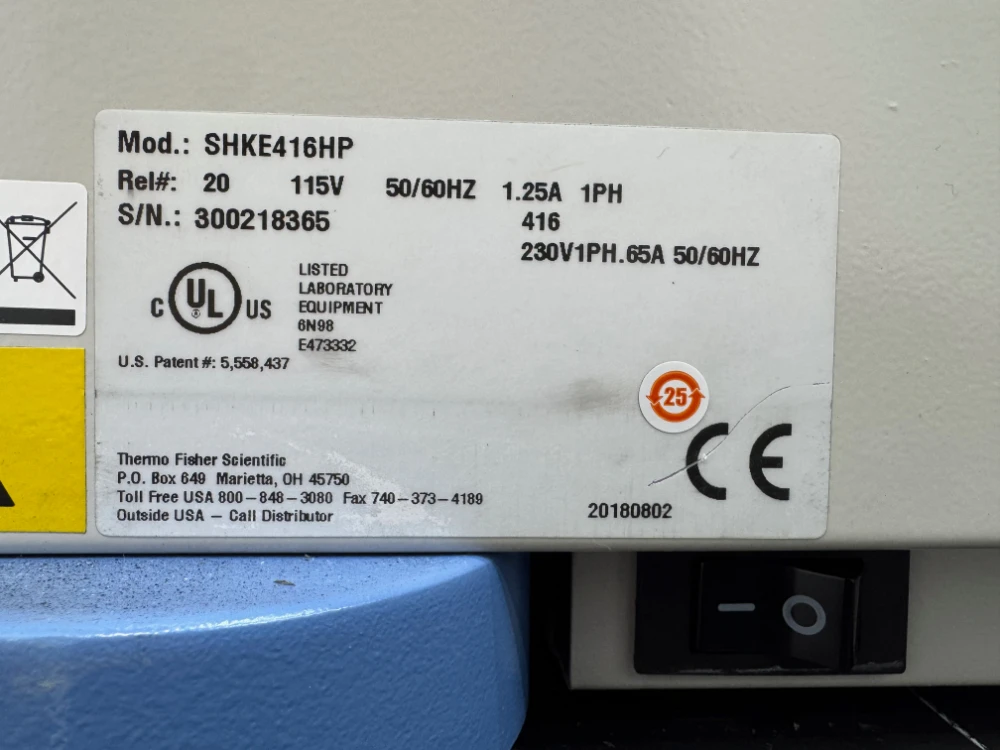 Mod.: SHKE416HP
Rel#: 20 115V 50/60HZ 1.25A 1PH
S/N.: 300218365 416
230V1PH.65A 50/60HZ
C UL ® US
LISTED
LABORATORY
EQUIPMENT
6N98
E473332
U.S. Patent #: 5,558,437
25
CE
Thermo Fisher Scientific
P.O. Box 649 Marietta, OH 45750
Toll Free USA 800-848-3080 Fax 740-373-4189
Outside USA - Call Distributor
20180802